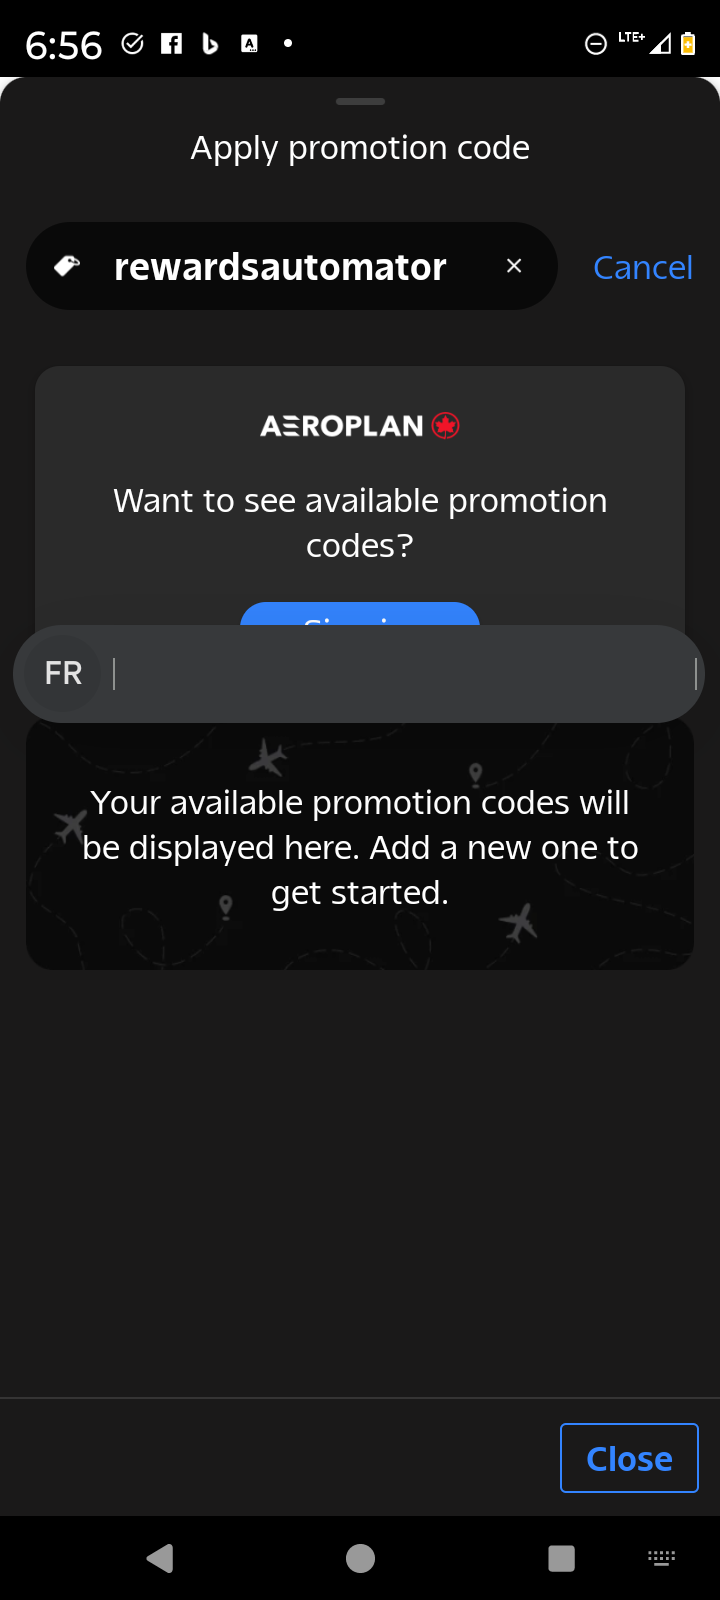 6:56
LTE+
Apply promotion code
rewardsautomator
Cancel
AEROPLAN
Want to see available promotion
codes?
FR
Your available promotion codes will
be displayed here. Add a new one to
get started.
Close